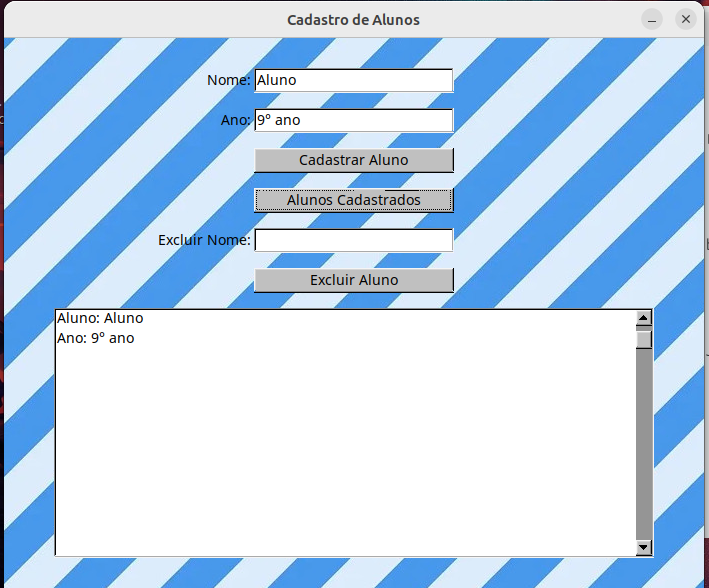 Cadastro de Alunos
Nome: Aluno
Ano: 9º ano
Cadastrar Aluno
Alunos Cadastrados
Excluir Nome:
Excluir Aluno
Aluno: Aluno
Ano: 9º ano